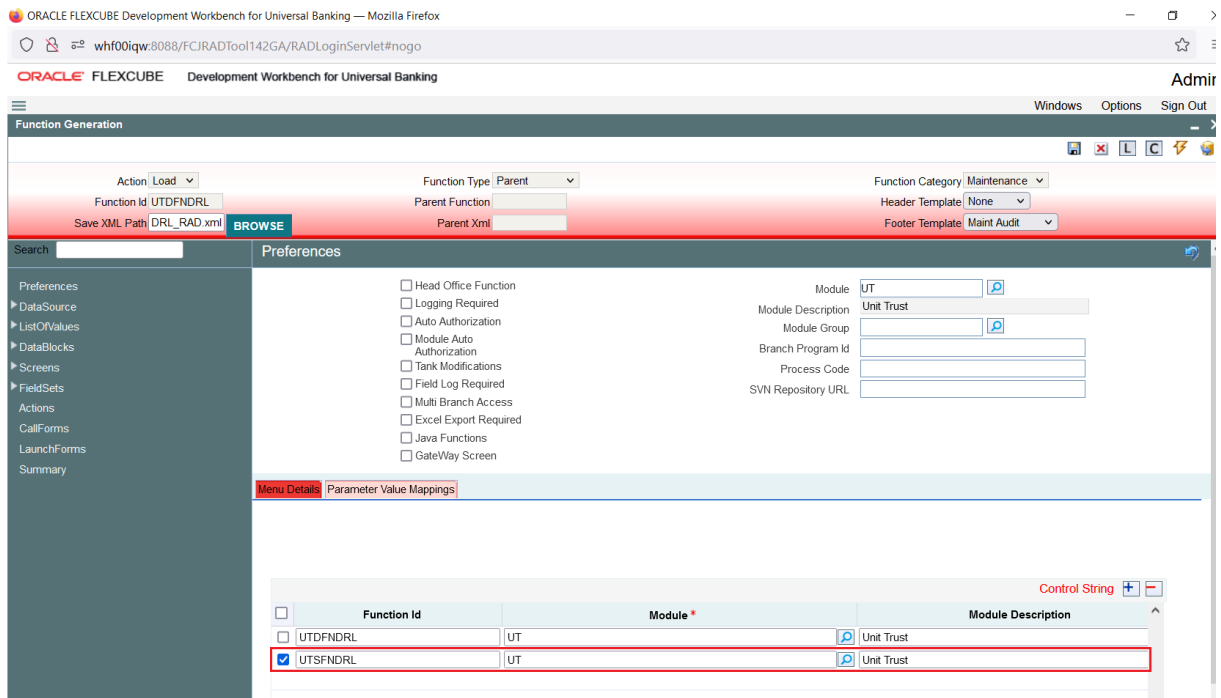 ORACLE FLEXCUBE Development Workbench for Universal Banking — Mozilla Firefox
whf00iqw:8088/FCJRADTool142GA/RADLoginServlet#nogo
ORACLE FLEXCUBE Development Workbench for Universal Banking
Admin
Windows Options Sign Out
Function Generation
L C
Action Load Function Type Parent Function Category Maintenance
Function Id UTDFNDRL Parent Function Header Template None
Save XML Path DRL_RAD.xml BROWSE Parent Xml Footer Template Maint Audit
Search Preferences
Preferences
DataSource
ListOfValues
DataBlocks
Screens
FieldSets
Actions
CallForms
LaunchForms
Summary
Head Office Function
Logging Required
Auto Authorization
Module Auto
Authorization
Tank Modifications
Field Log Required
Multi Branch Access
Excel Export Required
Java Functions
GateWay Screen
Module UT
Module Description Unit Trust
Module Group
Branch Program Id
Process Code
SVN Repository URL
Menu Details Parameter Value Mappings
Control String
Function Id Module * Module Description
UTDFNDRL UT Unit Trust
UTSFNDRL UT Unit Trust